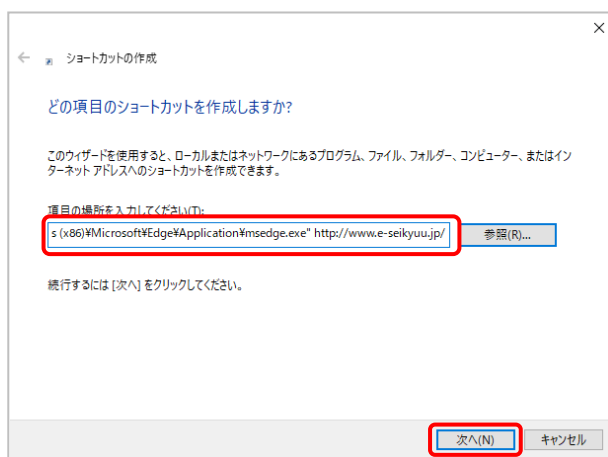 ショートカットの作成
どの項目のショートカットを作成しますか?
このウィザードを使用すると、ローカルまたはネットワークにあるプログラム、ファイル、フォルダー、コンピューター、またはイン
ターネット アドレスへのショートカットを作成できます。
項目の場所を入力してください(T):
s (x86)¥Microsoft¥Edge¥Application¥msedge.exe" http://www.e-seikyuu.jp/
参照(R)...
続行するには [次へ] をクリックしてください。
次へ(N)
キャンセル